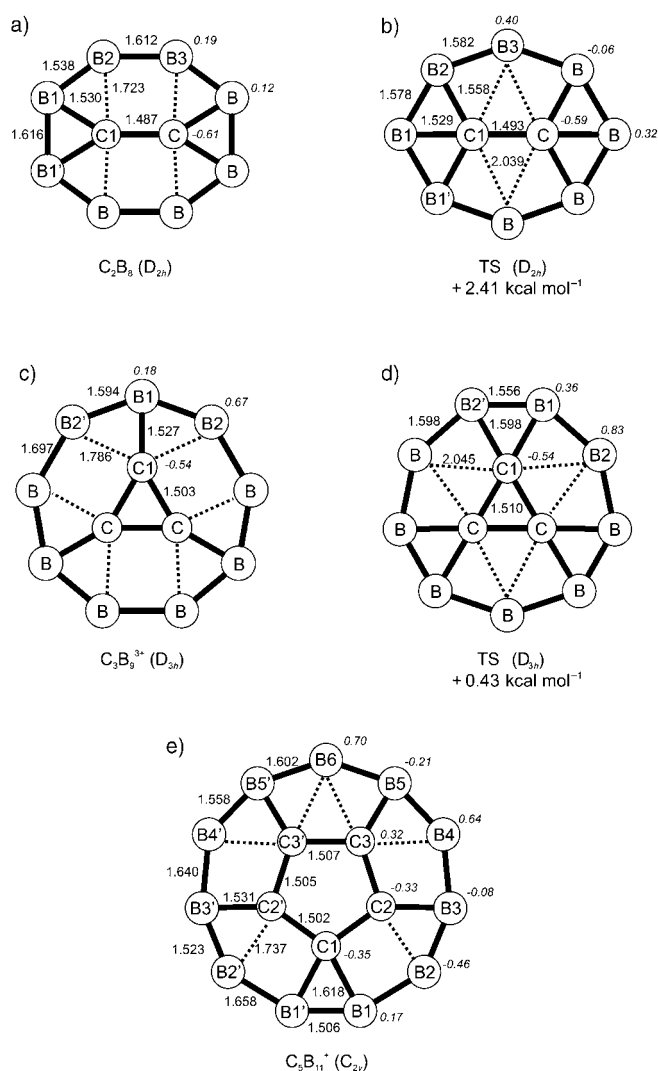 a)
B2 1.612 B3 0.19
1.538 1.723
B1 1.530 B 0.12
1.487
1.616 C1 C -0.61
B1' B
B B
C₂B₈ (D₂ₕ)
b)
0.40
1.582 B3 -0.06
B2 B
1.578 1.558
1.529 1.493 -0.59
B1 C1 C B 0.32
2.039
B1' B
B
TS (D₂ₕ)
+ 2.41 kcal mol⁻¹
c)
0.18
1.594 B1 0.67
B2' B2
1.527
1.697 1.786 C1 -0.54
B 1.503 B
C C
B B
B B
C₃B₉³⁺ (D₃ₕ)
d)
1.556 0.36
B2' B1
1.598 1.598 0.83
B B2
2.045 C1 -0.54
1.510
B C C B
B B
B
TS (D₃ₕ)
+ 0.43 kcal mol⁻¹
e)
0.70
1.602 B6 -0.21
B5' B5
1.558 0.64
B4' C3' C3 0.32 B4
1.507
1.640 1.505 -0.33
1.531 -0.08
B3' C2' C2 B3
1.502
1.523 1.737 C1 -0.35
B2' B2 -0.46
1.658 1.618
B1' B1 0.17
1.506
C₅B₁₁⁺ (C₂ᵥ)